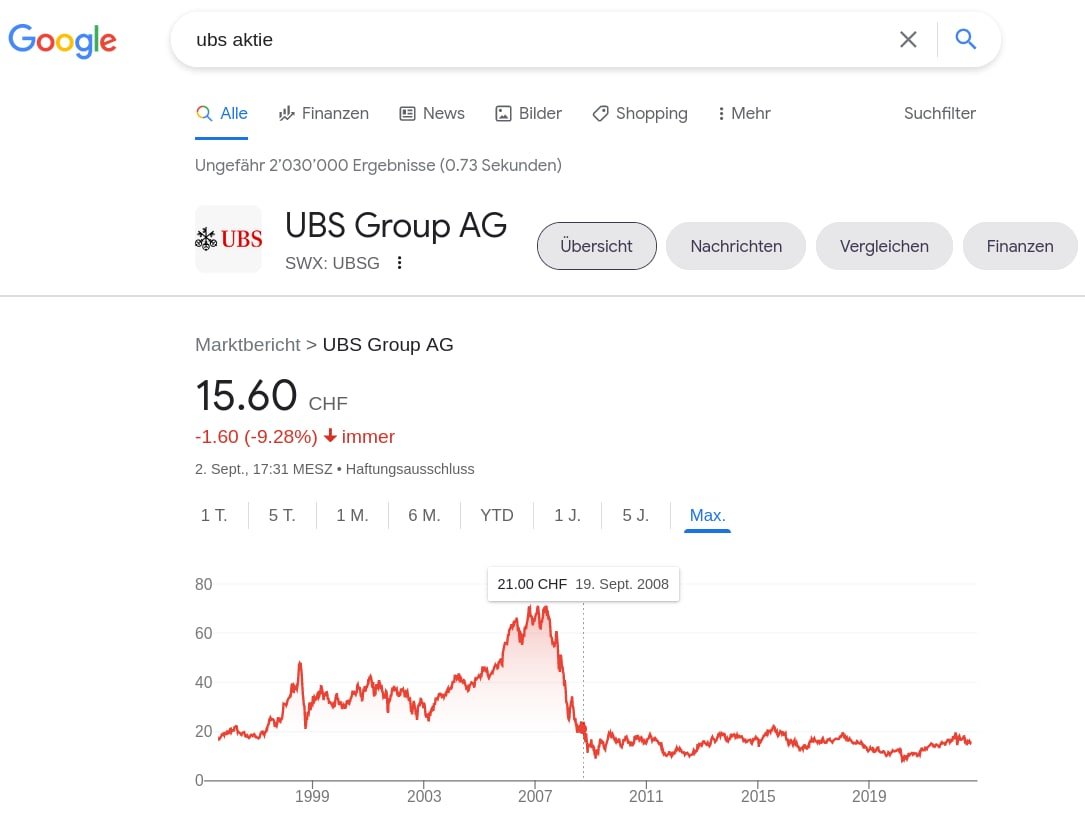 Google
ubs aktie
Alle Finanzen News Bilder Shopping Mehr Suchfilter
Ungefähr 2’030’000 Ergebnisse (0.73 Sekunden)
UBS
UBS Group AG
SWX: UBSG
Übersicht Nachrichten Vergleichen Finanzen
Marktbericht > UBS Group AG
15.60 CHF
-1.60 (-9.28%) immer
2. Sept., 17:31 MESZ • Haftungsausschluss
1 T. 5 T. 1 M. 6 M. YTD 1 J. 5 J. Max.
21.00 CHF 19. Sept. 2008
80
60
40
20
0
1999 2003 2007 2011 2015 2019